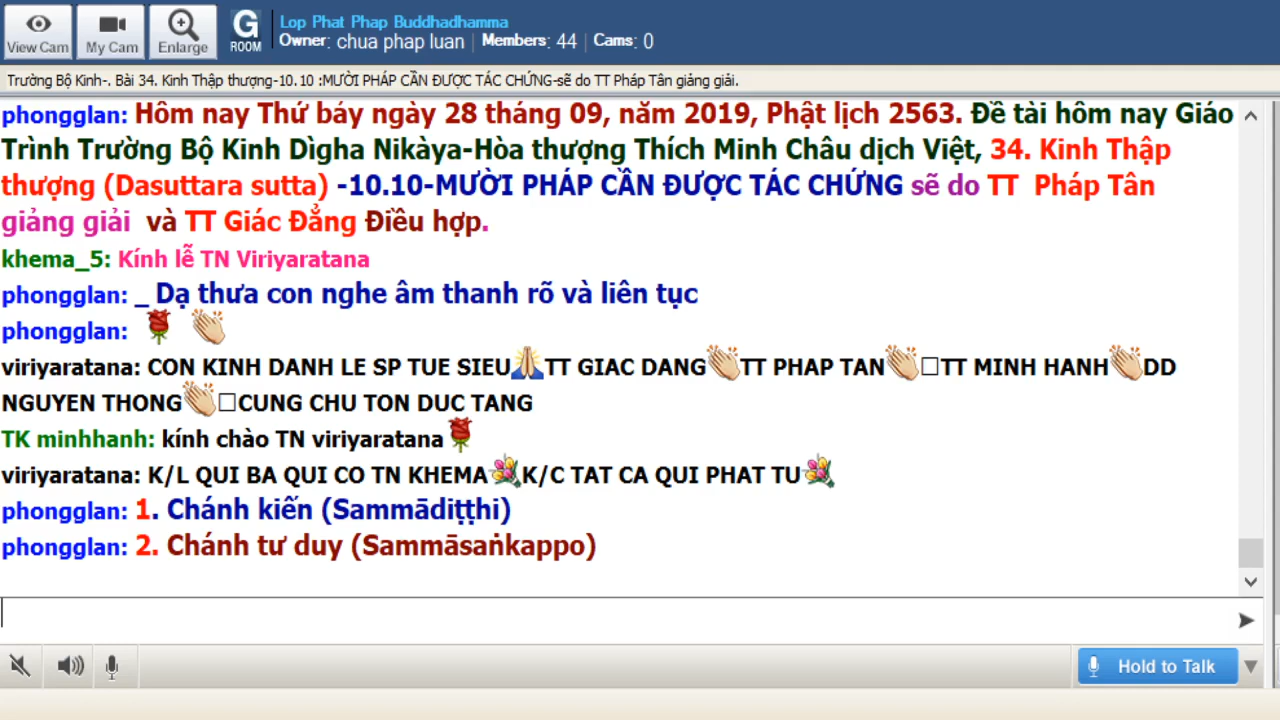 View Cam
My Cam
Enlarge
G
ROOM
Lop Phat Phap Buddhadhamma
Owner: chua phap luan | Members: 44 | Cams: 0
Trường Bộ Kinh-. Bài 34. Kinh Thập thượng-10.10 :MƯỜI PHÁP CẦN ĐƯỢC TÁC CHỨNG-sẽ do TT Pháp Tân giảng giải.
phongglan: Hôm nay Thứ bảy ngày 28 tháng 09, năm 2019, Phật lịch 2563. Đề tài hôm nay Giáo
Trình Trường Bộ Kinh Dìgha Nikàya-Hòa thượng Thích Minh Châu dịch Việt, 34. Kinh Thập
thượng (Dasuttara sutta) -10.10-MƯỜI PHÁP CẦN ĐƯỢC TÁC CHỨNG sẽ do TT Pháp Tân
giảng giải và TT Giác Đẳng Điều hợp.
khema_5: Kính lễ TN Viriyaratana
phongglan: _ Dạ thưa con nghe âm thanh rõ và liên tục
phongglan:
viriyaratana: CON KINH DANH LE SP TUE SIEU TT GIAC DANG TT PHAP TAN TT MINH HANH DD
NGUYEN THONG CUNG CHU TON DUC TANG
TK minhhanh: kính chào TN viriyaratana
viriyaratana: K/L QUI BA QUI CO TN KHEMA K/C TAT CA QUI PHAT TU
phongglan: 1. Chánh kiến (Sammādiṭṭhi)
phongglan: 2. Chánh tư duy (Sammāsaṅkappo)
Hold to Talk